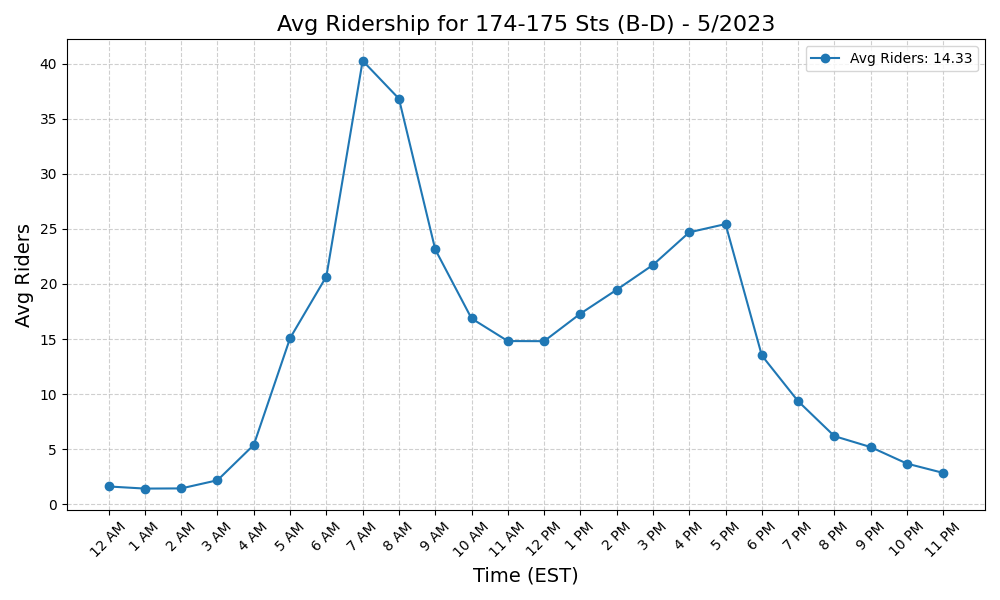 Avg Ridership for 174-175 Sts (B-D) - 5/2023
Avg Riders: 14.33
Avg Riders
40
35
30
25
20
15
10
5
0
12 AM
1 AM
2 AM
3 AM
4 AM
5 AM
6 AM
7 AM
8 AM
9 AM
10 AM
11 AM
12 PM
1 PM
2 PM
3 PM
4 PM
5 PM
6 PM
7 PM
8 PM
9 PM
10 PM
11 PM
Time (EST)